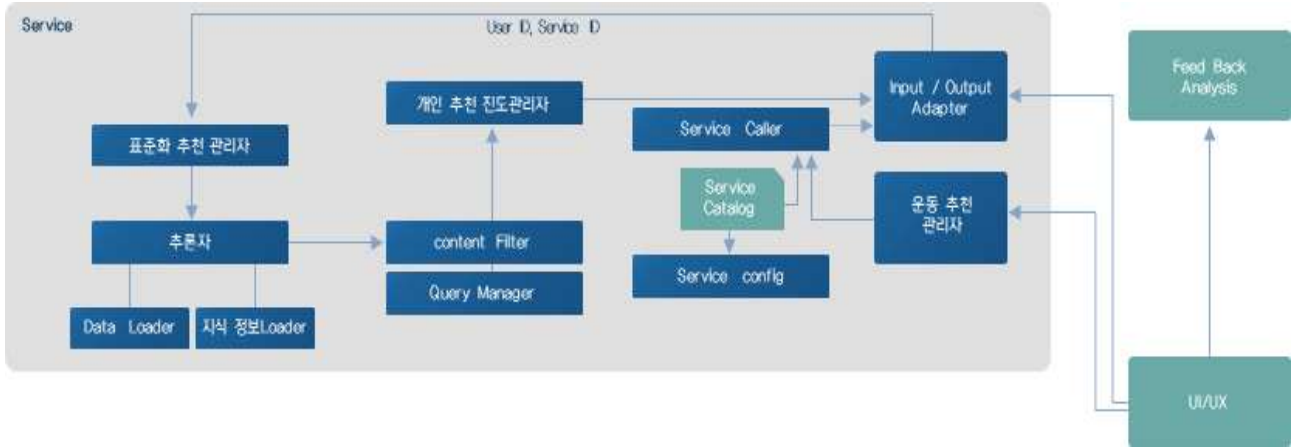 Service
User ID, Service ID
Input / Output
Adapter
Feed Back
Analysis
개인 추천 진도관리자
Service Caller
표준화 추천 관리자
Service
Catalog
운동 추천
관리자
추론자
content Filter
Service config
Query Manager
Data Loader
지식 정보Loader
UI/UX